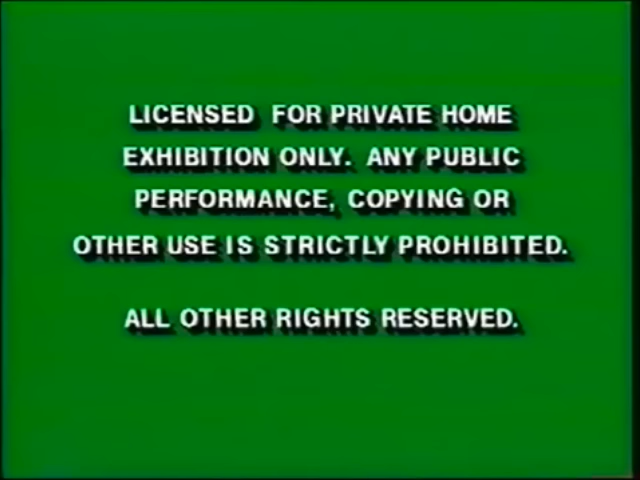 LICENSED FOR PRIVATE HOME
EXHIBITION ONLY. ANY PUBLIC
PERFORMANCE, COPYING OR
OTHER USE IS STRICTLY PROHIBITED.
ALL OTHER RIGHTS RESERVED.